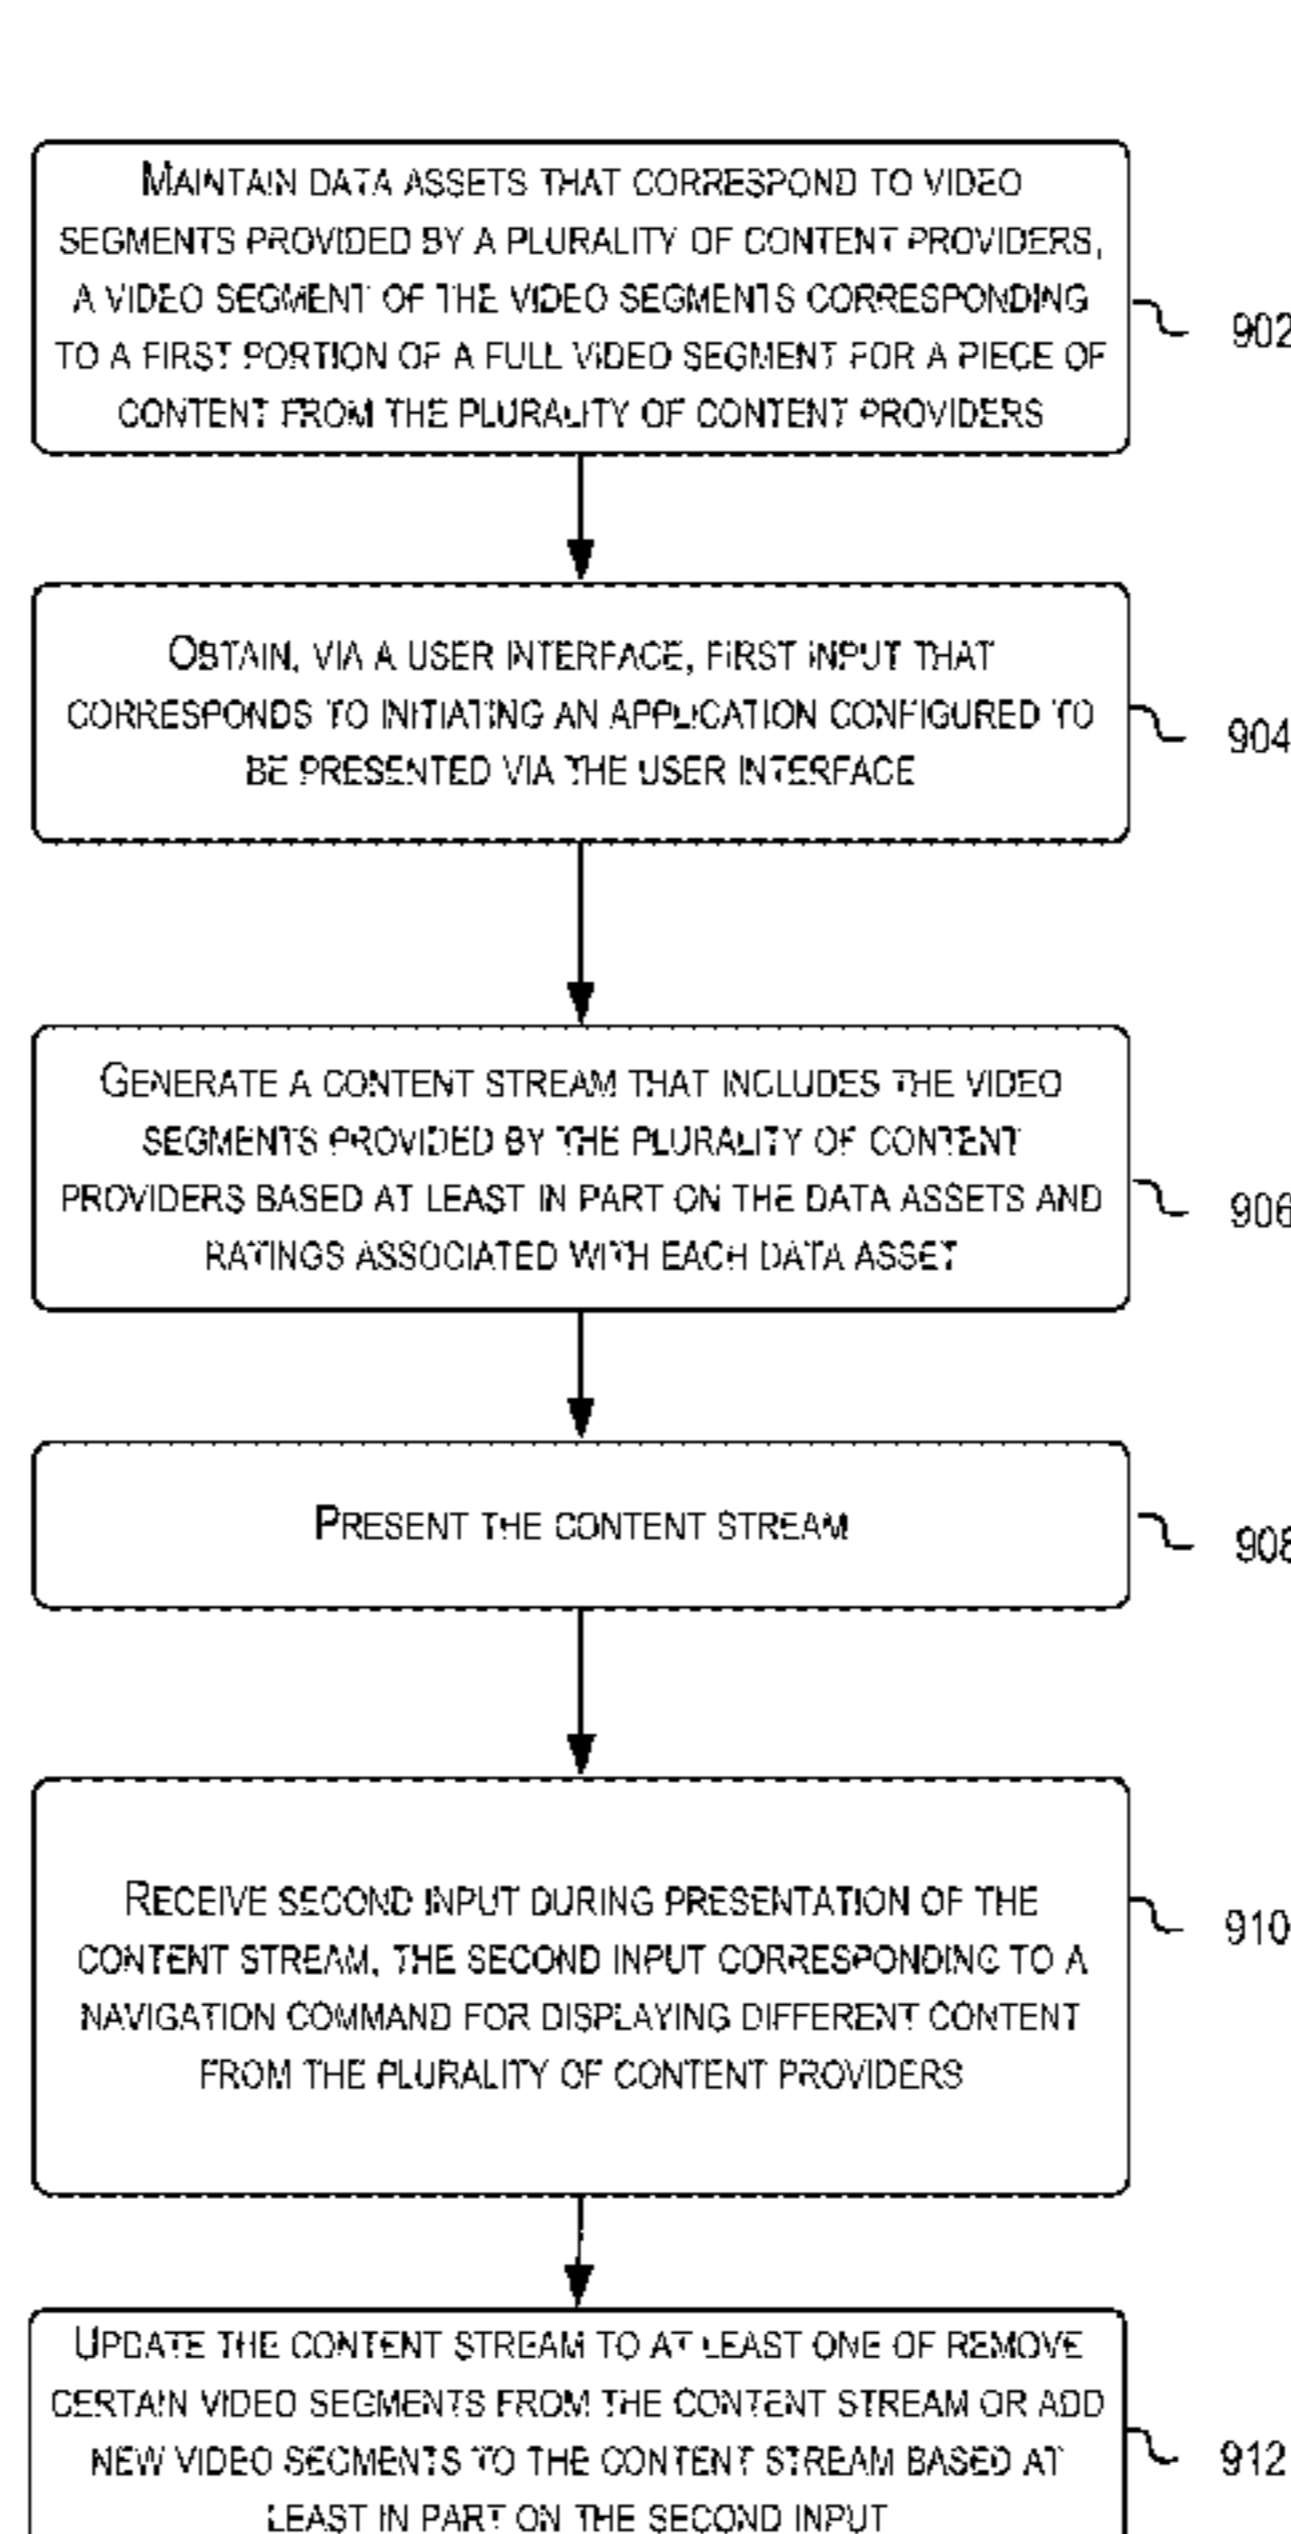 MAINTAIN DATA ASSETS THAT CORRESPOND TO VIDEO
SEGMENTS PROVIDED BY A PLURALITY OF CONTENT PROVIDERS,
A VIDEO SEGMENT OF THE VIDEO SEGMENTS CORRESPONDING
TO A FIRST PORTION OF A FULL VIDEO SEGMENT FOR A PIECE OF
CONTENT FROM THE PLURALITY OF CONTENT PROVIDERS
902
OBTAIN, VIA A USER INTERFACE, FIRST INPUT THAT
CORRESPONDS TO INITIATING AN APPLICATION CONFIGURED TO
BE PRESENTED VIA THE USER INTERFACE
904
GENERATE A CONTENT STREAM THAT INCLUDES THE VIDEO
SEGMENTS PROVIDED BY THE PLURALITY OF CONTENT
PROVIDERS BASED AT LEAST IN PART ON THE DATA ASSETS AND
RATINGS ASSOCIATED WITH EACH DATA ASSET
906
PRESENT THE CONTENT STREAM
908
RECEIVE SECOND INPUT DURING PRESENTATION OF THE
CONTENT STREAM, THE SECOND INPUT CORRESPONDING TO A
NAVIGATION COMMAND FOR DISPLAYING DIFFERENT CONTENT
FROM THE PLURALITY OF CONTENT PROVIDERS
910
UPDATE THE CONTENT STREAM TO AT LEAST ONE OF REMOVE
CERTAIN VIDEO SEGMENTS FROM THE CONTENT STREAM OR ADD
NEW VIDEO SEGMENTS TO THE CONTENT STREAM BASED AT
LEAST IN PART ON THE SECOND INPUT
912